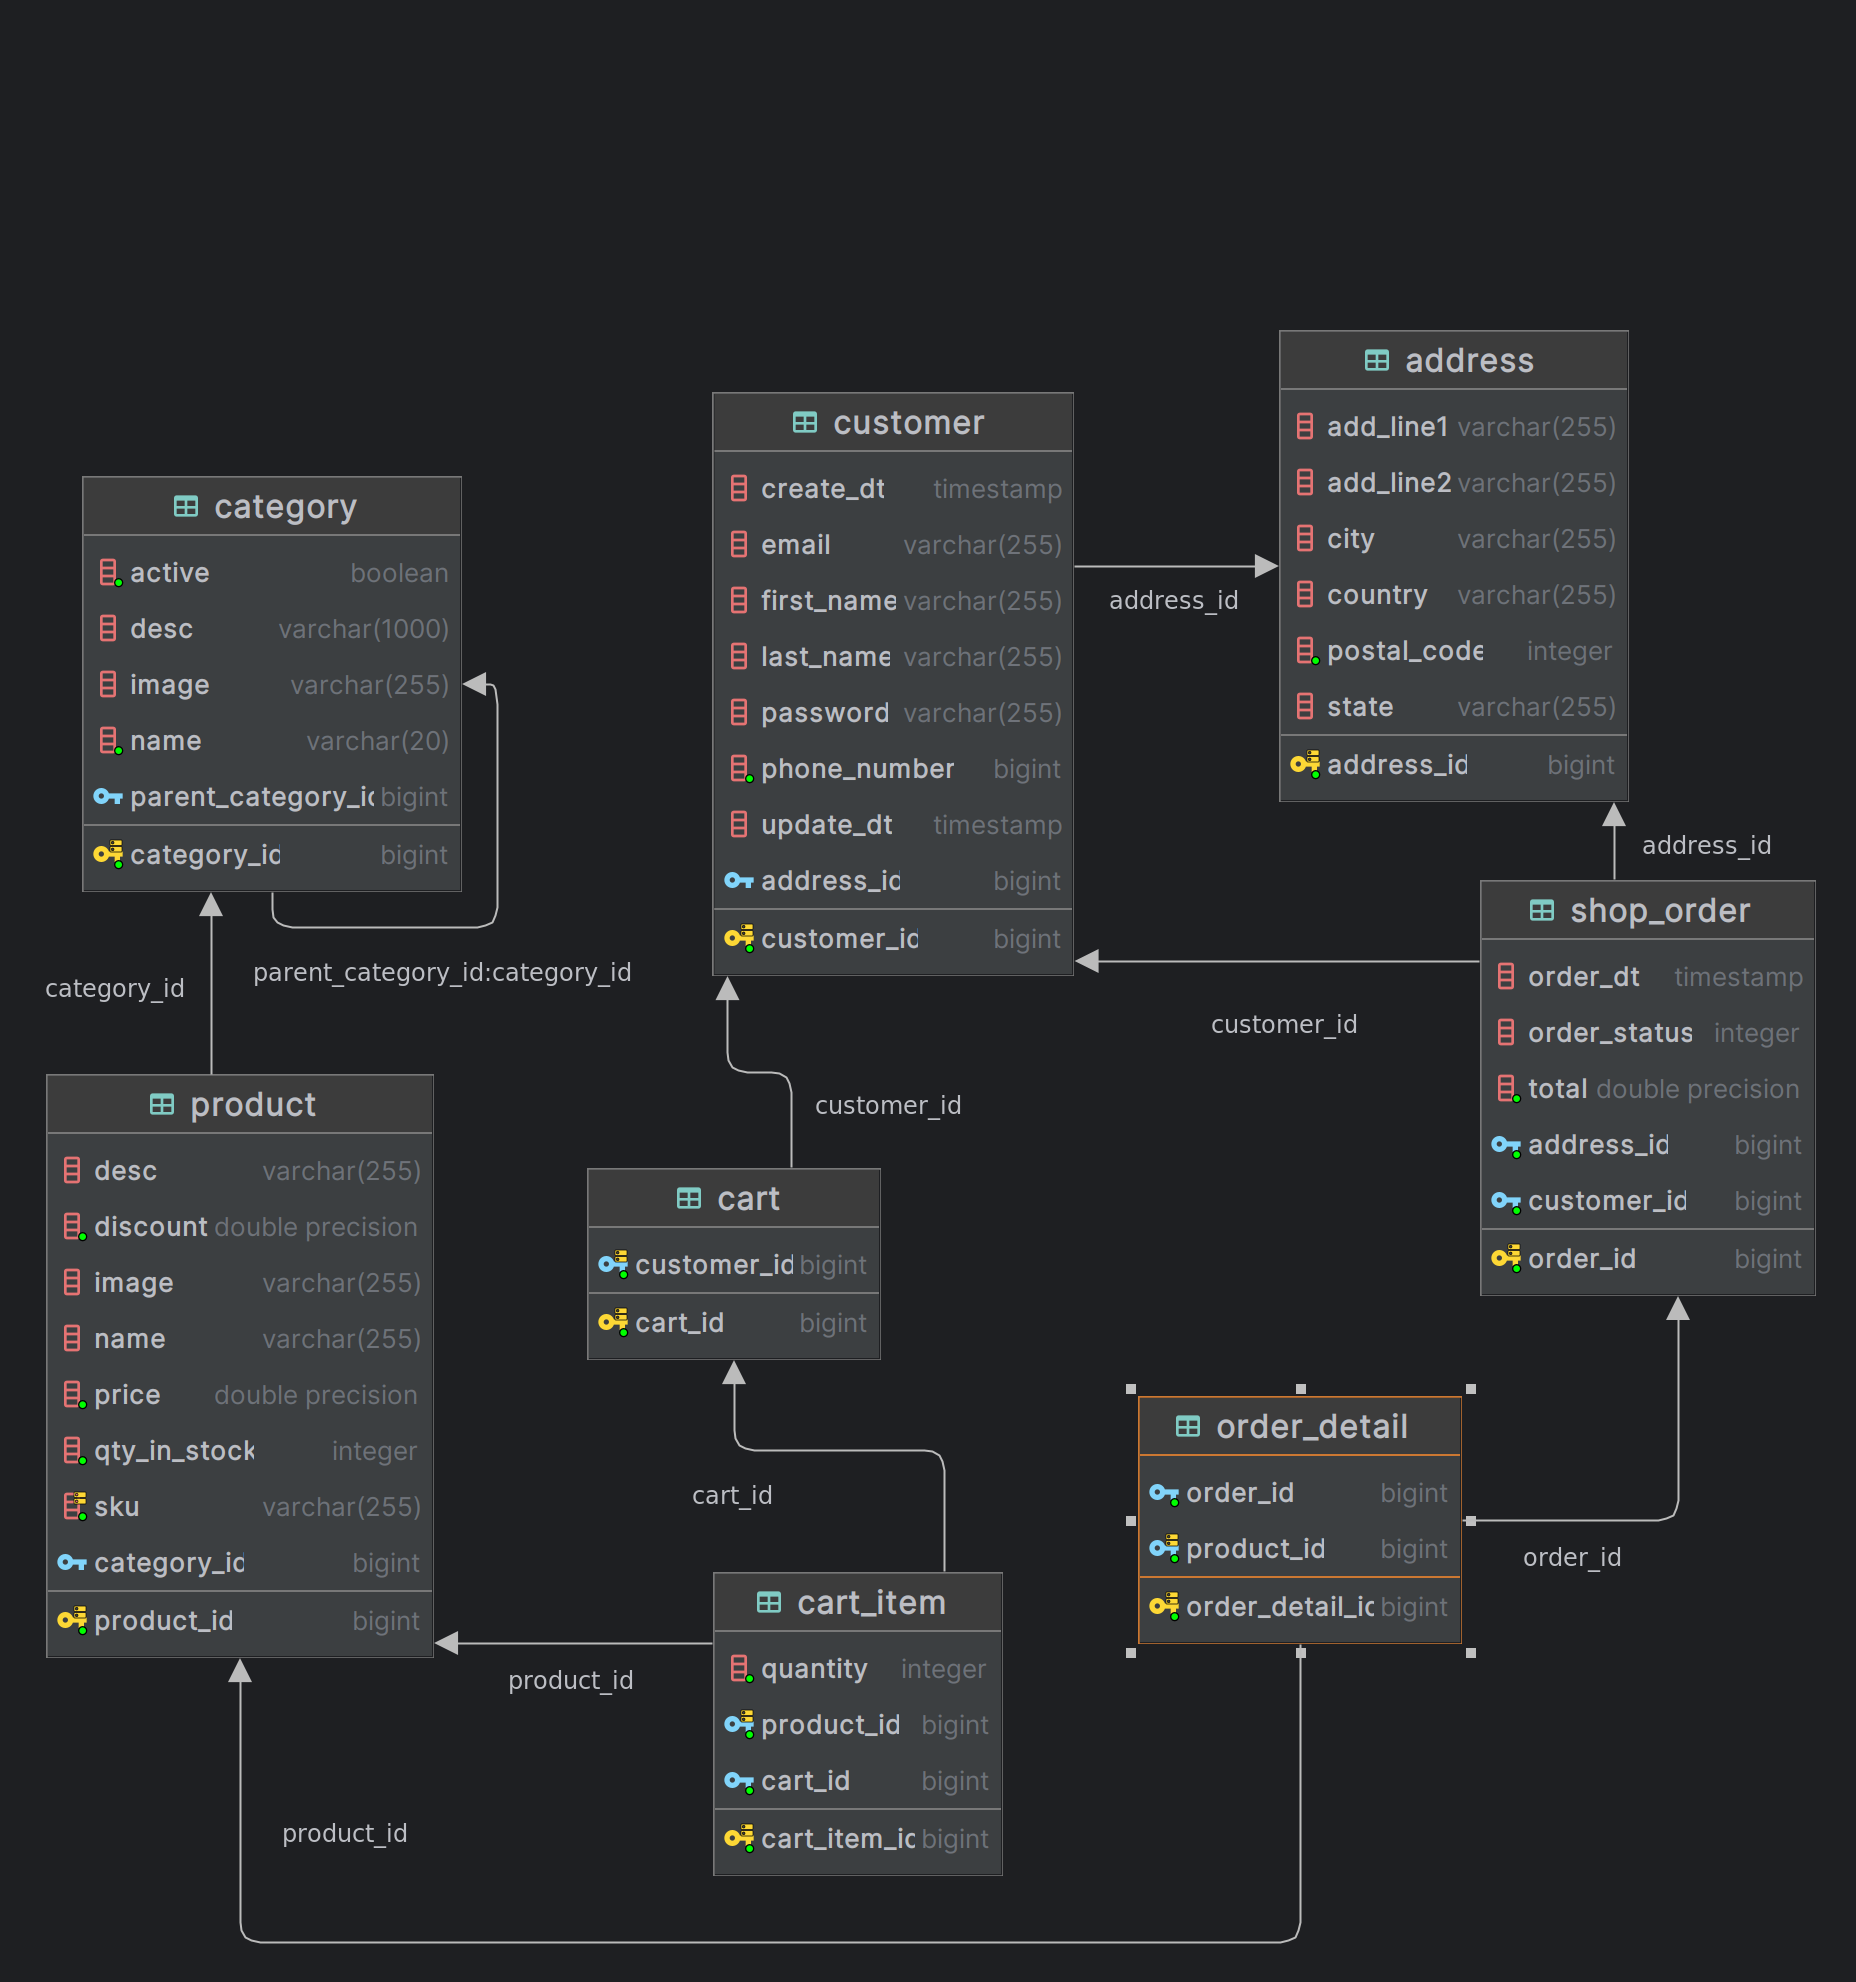 address
add_line1 varchar(255)
add_line2 varchar(255)
city varchar(255)
country varchar(255)
postal_code integer
state varchar(255)
address_id bigint
customer
create_dt timestamp
email varchar(255)
first_name varchar(255)
last_name varchar(255)
password varchar(255)
phone_number bigint
update_dt timestamp
address_id bigint
customer_id bigint
address_id
category
active boolean
desc varchar(1000)
image varchar(255)
name varchar(20)
parent_category_id bigint
category_id bigint
parent_category_id:category_id
category_id
address_id
shop_order
order_dt timestamp
order_status integer
total double precision
address_id bigint
customer_id bigint
order_id bigint
customer_id
customer_id
product
desc varchar(255)
discount double precision
image varchar(255)
name varchar(255)
price double precision
qty_in_stock integer
sku varchar(255)
category_id bigint
product_id bigint
cart
customer_id bigint
cart_id bigint
cart_id
order_detail
order_id bigint
product_id bigint
order_detail_id bigint
order_id
cart_item
quantity integer
product_id bigint
cart_id bigint
cart_item_id bigint
product_id
product_id